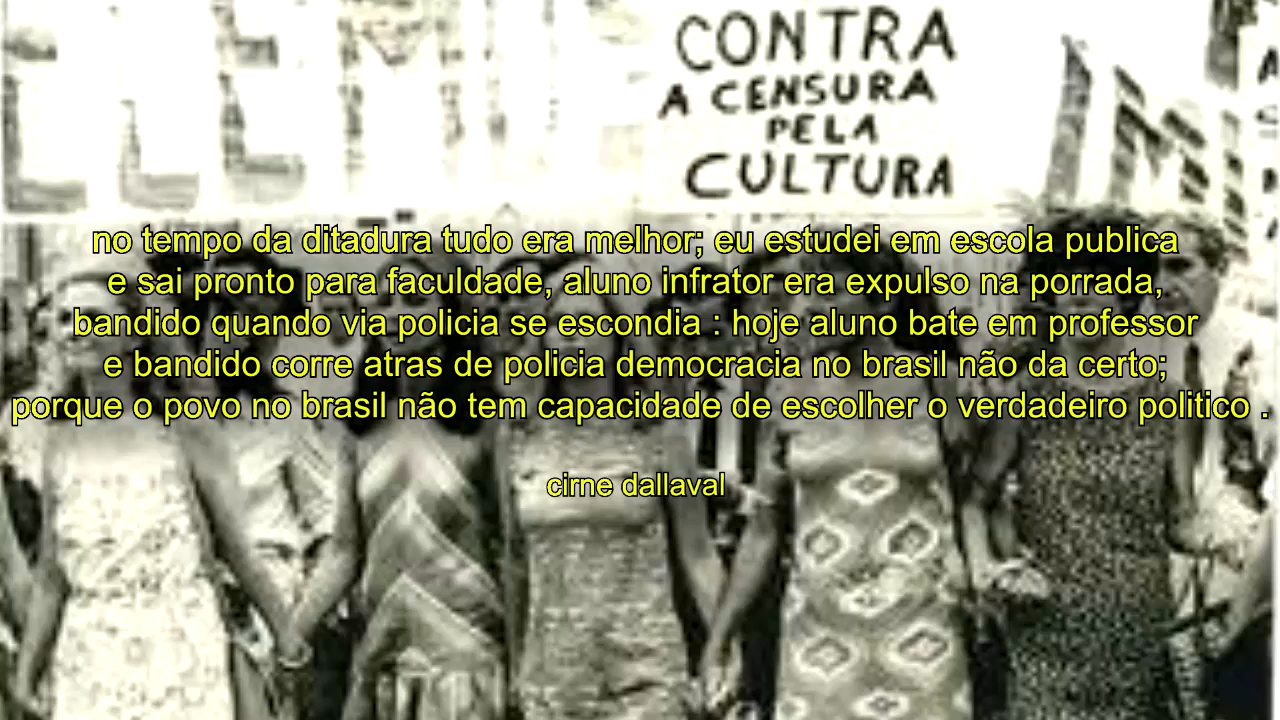 CONTRA
A CENSURA
PELA
CULTURA
no tempo da ditadura tudo era melhor; eu estudei em escola publica
e sai pronto para faculdade, aluno infrator era expulso na porrada,
bandido quando via policia se escondia : hoje aluno bate em professor
e bandido corre atras de policia democracia no brasil não da certo;
porque o povo no brasil não tem capacidade de escolher o verdadeiro politico .
cirne dallaval